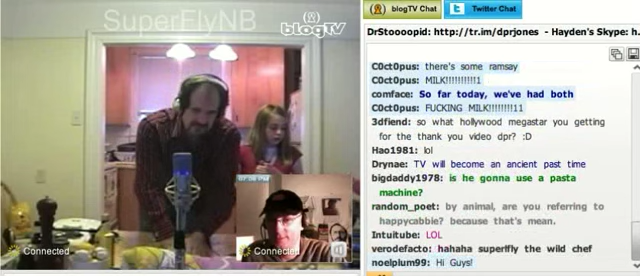 SuperFlyNB
blogTV
Connected
Connected
blogTV Chat
Twitter Chat
DrStoooopid: http://tr.im/dprjones - Hayden's Skype: h.
C0ct0pus: there's some ramsay
C0ct0pus: MILK!!!!!!!!!!1
comface: So far today, we've had both
C0ct0pus: FUCKING MILK!!!!!!!!11
3dfiend: so what hollywood megastar you getting
for the thank you video dpr? :D
Hao1981: lol
Drynae: TV will become an ancient past time
bigdaddy1978: is he gonna use a pasta
machine?
random_poet: by animal, are you referring to
happycabbie? because that's mean.
Intuitube: LOL
verodefacto: hahaha superffly the wild chef
noelplum99: Hi Guys!